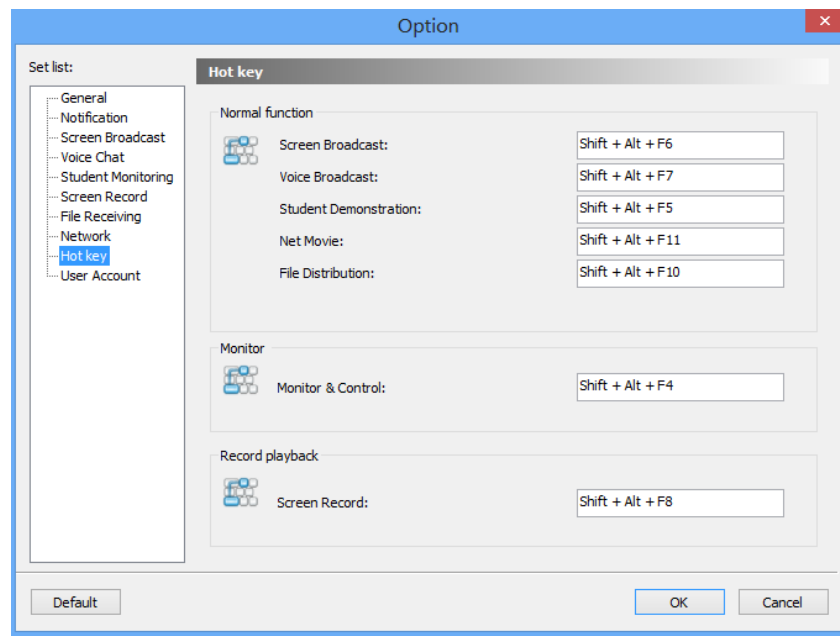 Option
Set list:
General
Notification
Screen Broadcast
Voice Chat
Student Monitoring
Screen Record
File Receiving
Network
Hot key
User Account
Hot key
Normal function
Screen Broadcast: Shift + Alt + F6
Voice Broadcast: Shift + Alt + F7
Student Demonstration: Shift + Alt + F5
Net Movie: Shift + Alt + F11
File Distribution: Shift + Alt + F10
Monitor
Monitor & Control: Shift + Alt + F4
Record playback
Screen Record: Shift + Alt + F8
Default OK Cancel